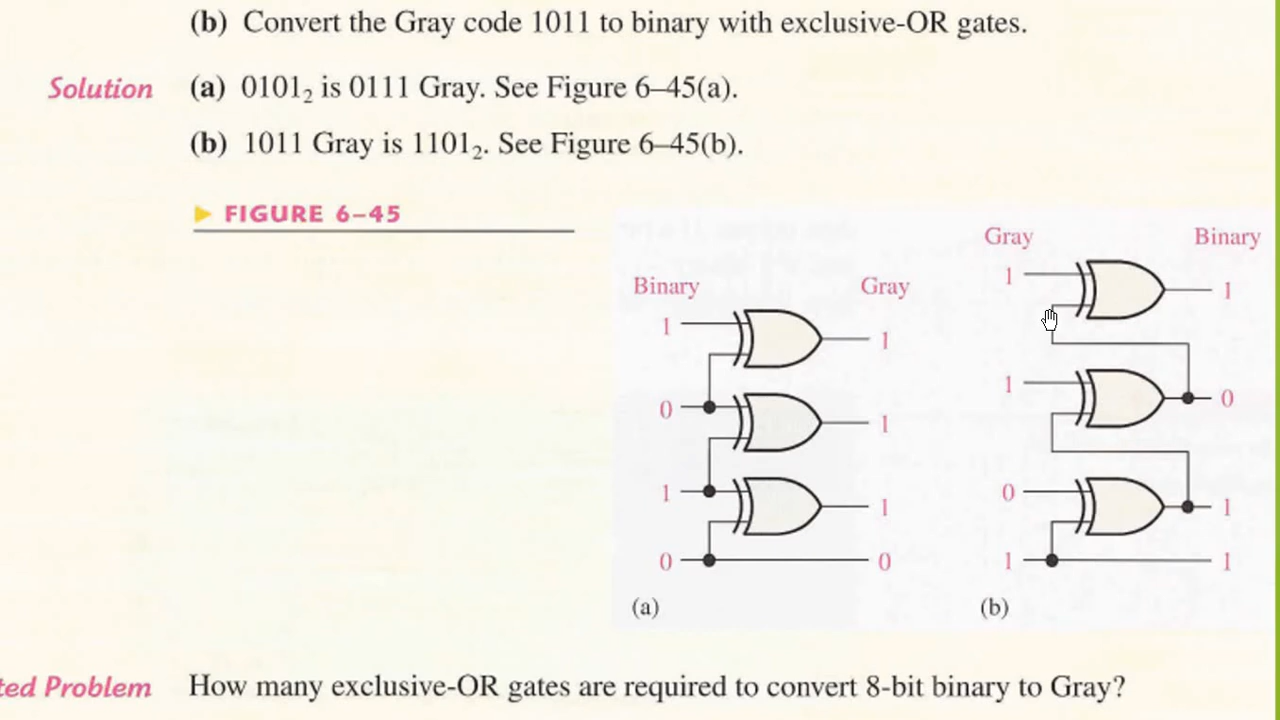 (b) Convert the Gray code 1011 to binary with exclusive-OR gates.
Solution (a) 0101₂ is 0111 Gray. See Figure 6–45(a).
(b) 1011 Gray is 1101₂. See Figure 6–45(b).
► FIGURE 6–45
Binary Gray
1 1
0 1
1 1
0 0
(a)
Gray Binary
1 1
1 0
0 1
1 1
(b)
ted Problem How many exclusive-OR gates are required to convert 8-bit binary to Gray?